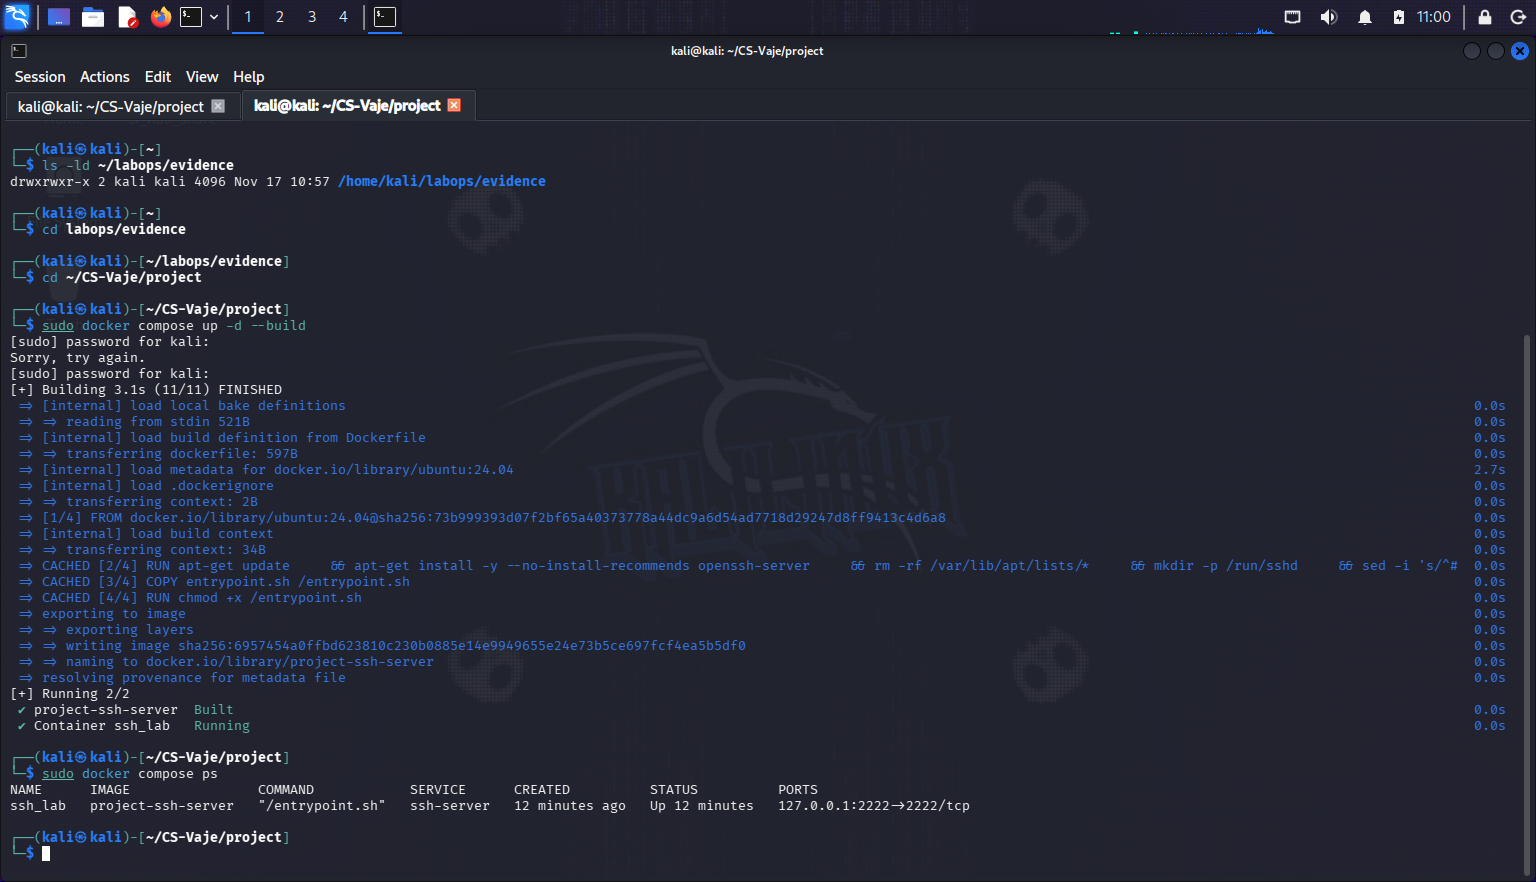 1 2 3 4 11:00
kali@kali: ~/CS-Vaje/project
Session Actions Edit View Help
kali@kali: ~/CS-Vaje/project kali@kali: ~/CS-Vaje/project
┌──(kali㉿kali)-[~]
└─$ ls -ld ~/labops/evidence
drwxrwxr-x 2 kali kali 4096 Nov 17 10:57 /home/kali/labops/evidence
┌──(kali㉿kali)-[~]
└─$ cd labops/evidence
┌──(kali㉿kali)-[~/labops/evidence]
└─$ cd ~/CS-Vaje/project
┌──(kali㉿kali)-[~/CS-Vaje/project]
└─$ sudo docker compose up -d --build
[sudo] password for kali:
Sorry, try again.
[sudo] password for kali:
[+] Building 3.1s (11/11) FINISHED
=> [internal] load local bake definitions 0.0s
=> => reading from stdin 521B 0.0s
=> [internal] load build definition from Dockerfile 0.0s
=> => transferring dockerfile: 597B 0.0s
=> [internal] load metadata for docker.io/library/ubuntu:24.04 2.7s
=> [internal] load .dockerignore 0.0s
=> => transferring context: 2B 0.0s
=> [1/4] FROM docker.io/library/ubuntu:24.04@sha256:73b999393d07f2bf65a40373778a44dc9a6d54ad7718d29247d8ff9413c4d6a8 0.0s
=> [internal] load build context 0.0s
=> => transferring context: 34B 0.0s
=> CACHED [2/4] RUN apt-get update && apt-get install -y --no-install-recommends openssh-server && rm -rf /var/lib/apt/lists/* && mkdir -p /run/sshd && sed -i 's/^# 0.0s
=> CACHED [3/4] COPY entrypoint.sh /entrypoint.sh 0.0s
=> CACHED [4/4] RUN chmod +x /entrypoint.sh 0.0s
=> exporting to image 0.0s
=> => exporting layers 0.0s
=> => writing image sha256:6957454a0ffbd623810c230b0885e14e9949655e24e73b5ce697fcf4ea5b5df0 0.0s
=> => naming to docker.io/library/project-ssh-server 0.0s
=> resolving provenance for metadata file 0.0s
[+] Running 2/2
✔ project-ssh-server Built 0.0s
✔ Container ssh_lab Running 0.0s
┌──(kali㉿kali)-[~/CS-Vaje/project]
└─$ sudo docker compose ps
NAME IMAGE COMMAND SERVICE CREATED STATUS PORTS
ssh_lab project-ssh-server "/entrypoint.sh" ssh-server 12 minutes ago Up 12 minutes 127.0.0.1:2222->2222/tcp
┌──(kali㉿kali)-[~/CS-Vaje/project]
└─$
KALI LINUX